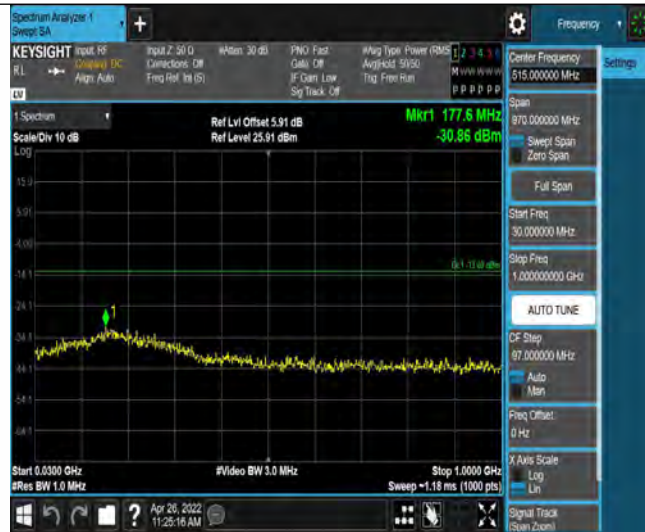 Spectrum Analyzer 1
Swept SA
+
Frequency
KEYSIGHT
Input: RF
Coupling: DC
Align: Auto
Input Z: 50 Ω
Corrections: Off
Freq Ref: Int (S)
#Atten: 30 dB
PNO: Fast
Gate: Off
IF Gain: Low
Sig Track: Off
#Avg Type: Power (RMS
Avg|Hold: 50/50
Trig: Free Run
1 2 3 4 5 6
M W W W W W
P P P P P P
RL
LV
1 Spectrum
Scale/Div 10 dB
Log
Ref Lvl Offset 5.91 dB
Ref Level 25.91 dBm
Mkr1 177.6 MHz
-30.86 dBm
15.9
5.91
-4.09
-14.1
-24.1
-34.1
-44.1
-54.1
-64.1
1
Start 0.0300 GHz
#Res BW 1.0 MHz
#Video BW 3.0 MHz
Stop 1.0000 GHz
Sweep ~1.18 ms (1000 pts)
Center Frequency
515.000000 MHz
Span
970.000000 MHz
Swept Span
Zero Span
Full Span
Start Freq
30.000000 MHz
Stop Freq
1.000000000 GHz
AUTO TUNE
CF Step
97.000000 MHz
Auto
Man
Freq Offset
0 Hz
X Axis Scale
Log
Lin
Signal Track
(Span Zoom)
Settings
?
Apr 26, 2022
11:25:16 AM